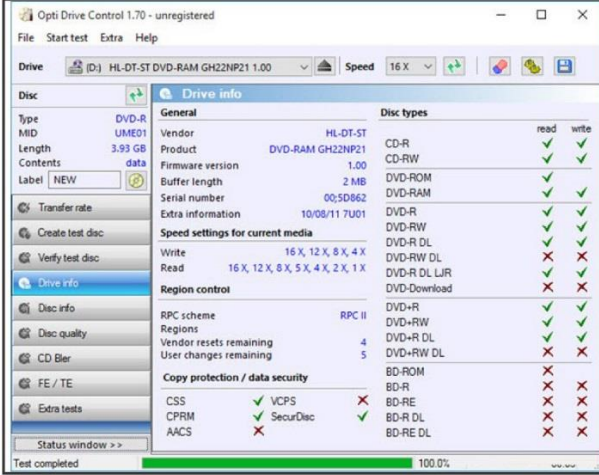 Opti Drive Control 1.70 - unregistered
File Start test Extra Help
Drive (D:) HL-DT-ST DVD-RAM GH22NP21 1.00 Speed 16 X
Disc
Type DVD-R
MID UME01
Length 3.93 GB
Contents data
Label NEW
Transfer rate
Create test disc
Verify test disc
Drive info
Disc info
Disc quality
CD Bler
FE / TE
Extra tests
Status window >>
Drive info
General
Vendor HL-DT-ST
Product DVD-RAM GH22NP21
Firmware version 1.00
Buffer length 2 MB
Serial number 00;5D862
Extra information 10/08/11 7U01
Speed settings for current media
Write 16 X, 12 X, 8 X, 4 X
Read 16 X, 12 X, 8 X, 5 X, 4 X, 2 X, 1 X
Region control
RPC scheme RPC II
Regions
Vendor resets remaining 4
User changes remaining 5
Copy protection / data security
CSS VCPS
CPRM SecurDisc
AACS
Disc types
read write
CD-R
CD-RW
DVD-ROM
DVD-RAM
DVD-R
DVD-RW
DVD-R DL
DVD-RW DL
DVD-R DL LJR
DVD-Download
DVD+R
DVD+RW
DVD+R DL
DVD+RW DL
BD-ROM
BD-R
BD-RE
BD-R DL
BD-RE DL
Test completed 100.0%